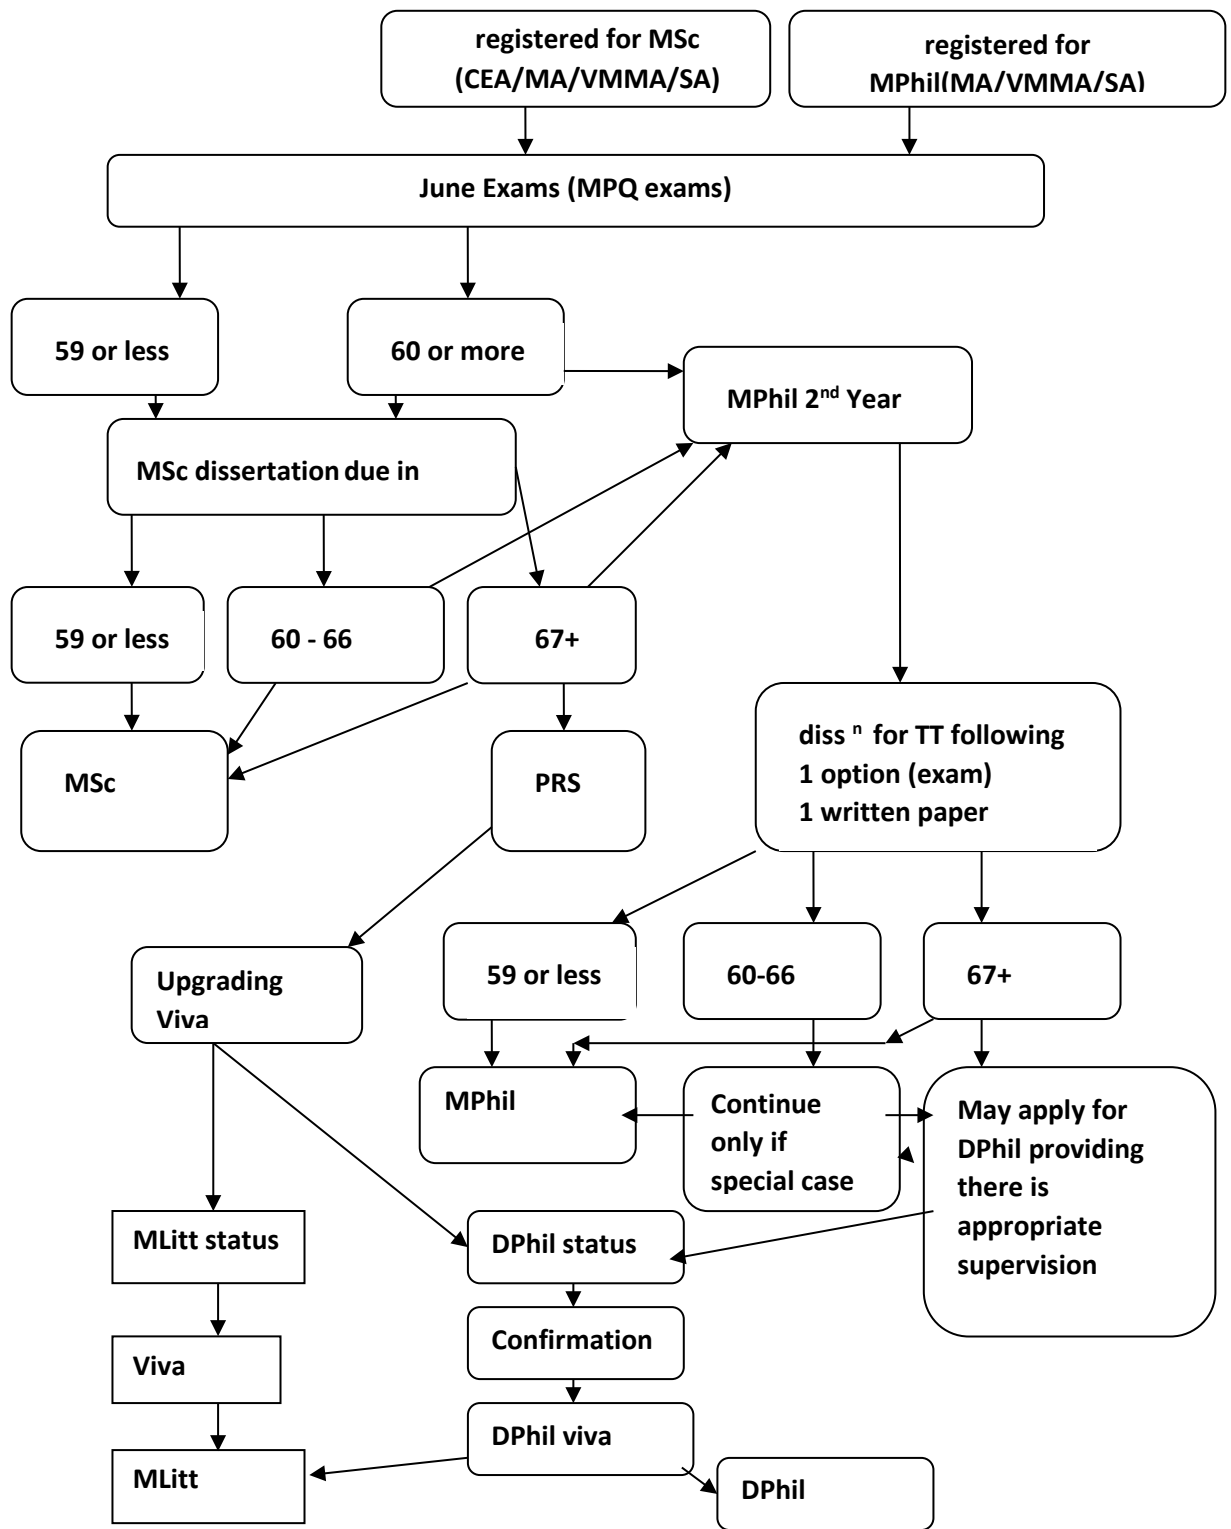 registered for MSc
(CEA/MA/VMMA/SA)
registered for
MPhil(MA/VMMA/SA)
June Exams (MPQ exams)
59 or less
60 or more
MPhil 2nd Year
MSc dissertation due in
59 or less
60 - 66
67+
MSc
PRS
diss n for TT following
1 option (exam)
1 written paper
Upgrading
Viva
59 or less
60-66
67+
MPhil
Continue
only if
special case
May apply for
DPhil providing
there is
appropriate
supervision
MLitt status
DPhil status
Confirmation
Viva
DPhil viva
MLitt
DPhil